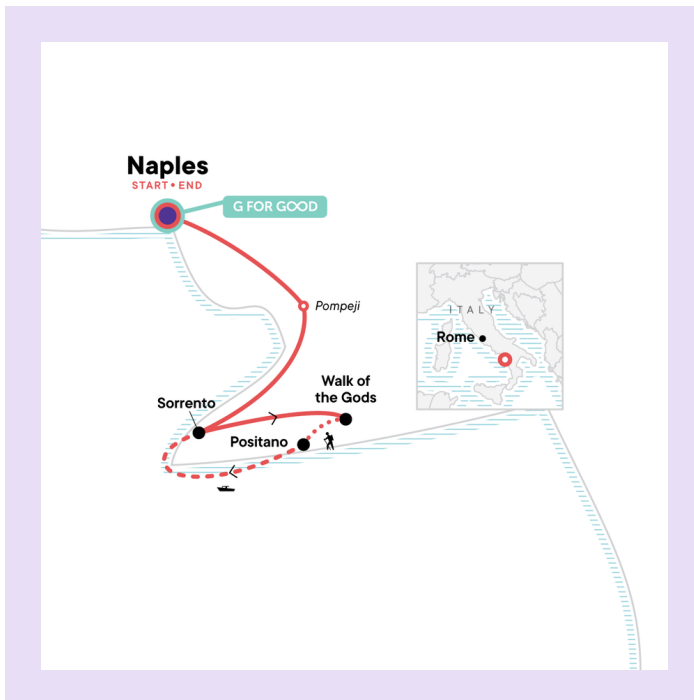 Naples
START • END
G FOR GOOD
Pompeji
ITALY
Rome
Walk of
the Gods
Sorrento
Positano